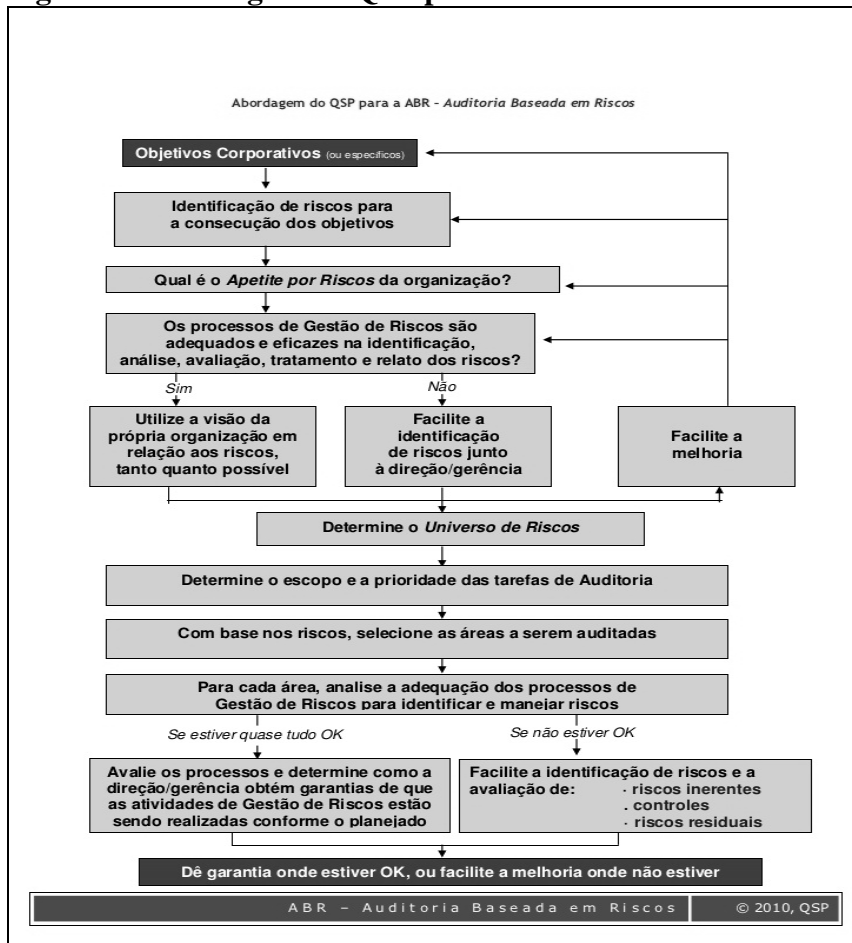 Abordagem do QSP para a ABR - Auditoria Baseada em Riscos
Objetivos Corporativos (ou específicos)
Identificação de riscos para
a consecução dos objetivos
Qual é o Apetite por Riscos da organização?
Os processos de Gestão de Riscos são
adequados e eficazes na identificação,
análise, avaliação, tratamento e relato dos riscos?
Sim
Não
Utilize a visão da
própria organização em
relação aos riscos,
tanto quanto possível
Facilite a
identificação
de riscos junto
à direção/gerência
Facilite a
melhoria
Determine o Universo de Riscos
Determine o escopo e a prioridade das tarefas de Auditoria
Com base nos riscos, selecione as áreas a serem auditadas
Para cada área, analise a adequação dos processos de
Gestão de Riscos para identificar e manejar riscos
Se estiver quase tudo OK
Se não estiver OK
Avalie os processos e determine como a
direção/gerência obtém garantias de que
as atividades de Gestão de Riscos estão
sendo realizadas conforme o planejado
Facilite a identificação de riscos e a
avaliação de: · riscos inerentes
. controles
· riscos residuais
Dê garantia onde estiver OK, ou facilite a melhoria onde não estiver
ABR – Auditoria Baseada em Riscos
© 2010, QSP